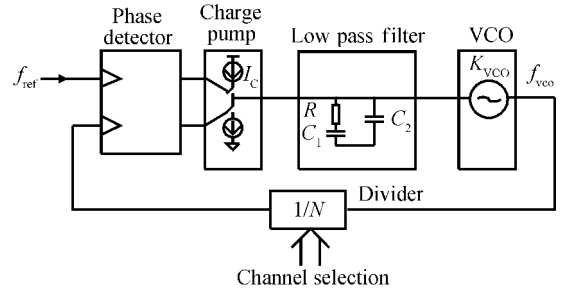 Phase detector
Charge pump
Low pass filter
VCO
f_ref
I_C
R
C_1
C_2
K_VCO
f_vco
1/N
Divider
Channel selection